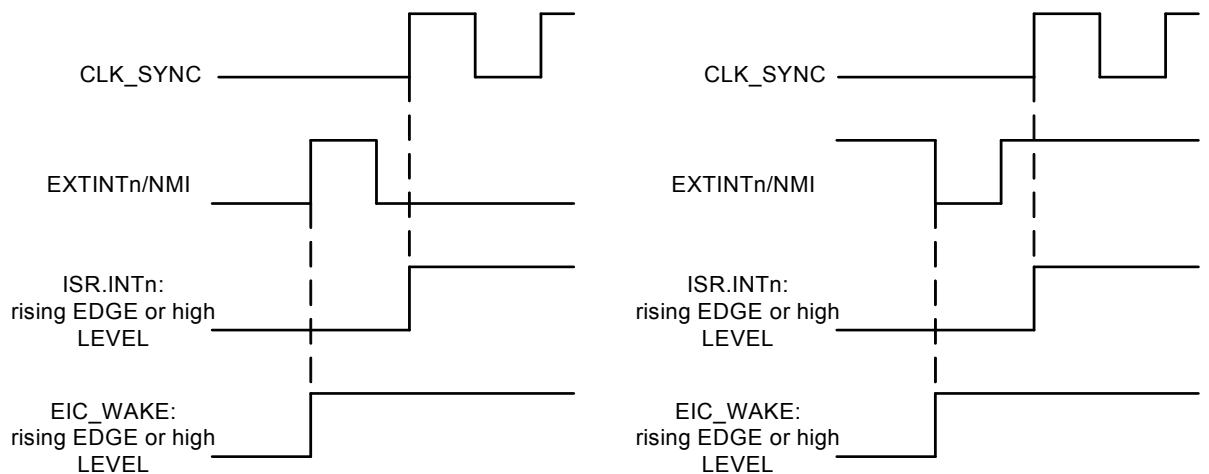 CLK_SYNC
EXTINTn/NMI
ISR.INTn:
rising EDGE or high
LEVEL
EIC_WAKE:
rising EDGE or high
LEVEL
CLK_SYNC
EXTINTn/NMI
ISR.INTn:
rising EDGE or high
LEVEL
EIC_WAKE:
rising EDGE or high
LEVEL